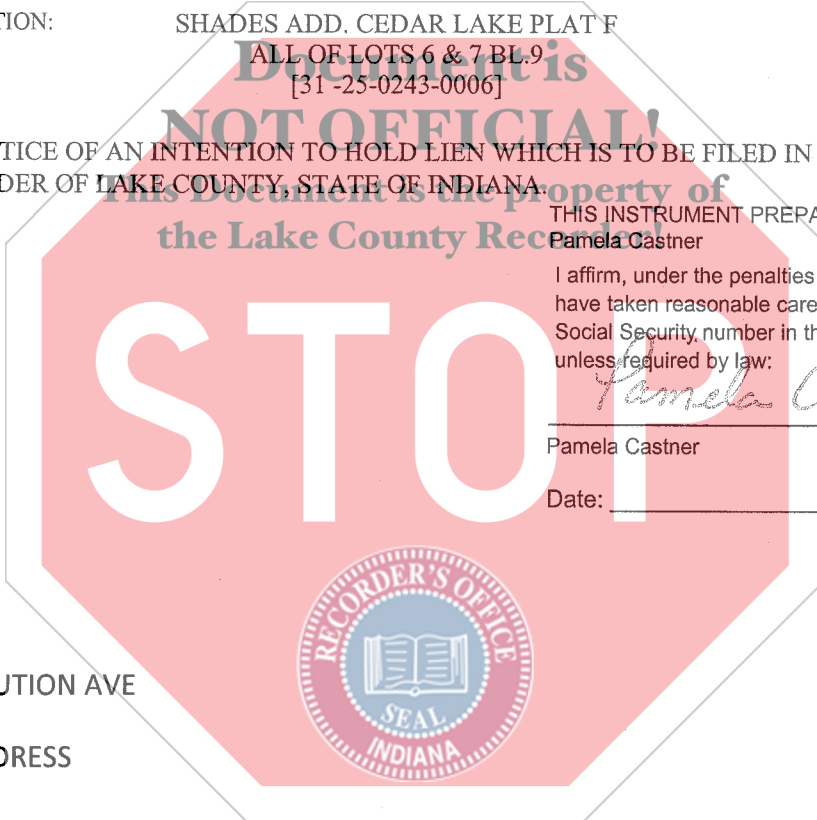 TION: SHADES ADD. CEDAR LAKE PLAT F
ALL OF LOTS 6 & 7 BL.9
[31 -25-0243-0006]
Document is
NOT OFFICIAL!
This Document is the property of
the Lake County Recorder!
TICE OF AN INTENTION TO HOLD LIEN WHICH IS TO BE FILED IN
DER OF LAKE COUNTY, STATE OF INDIANA.
THIS INSTRUMENT PREPA
Pamela Castner
I affirm, under the penalties
have taken reasonable care
Social Security number in th
unless required by law:
Pamela C
Pamela Castner
Date:
STOP
RECORDER'S OFFICE
SEAL
INDIANA
UTION AVE
DRESS